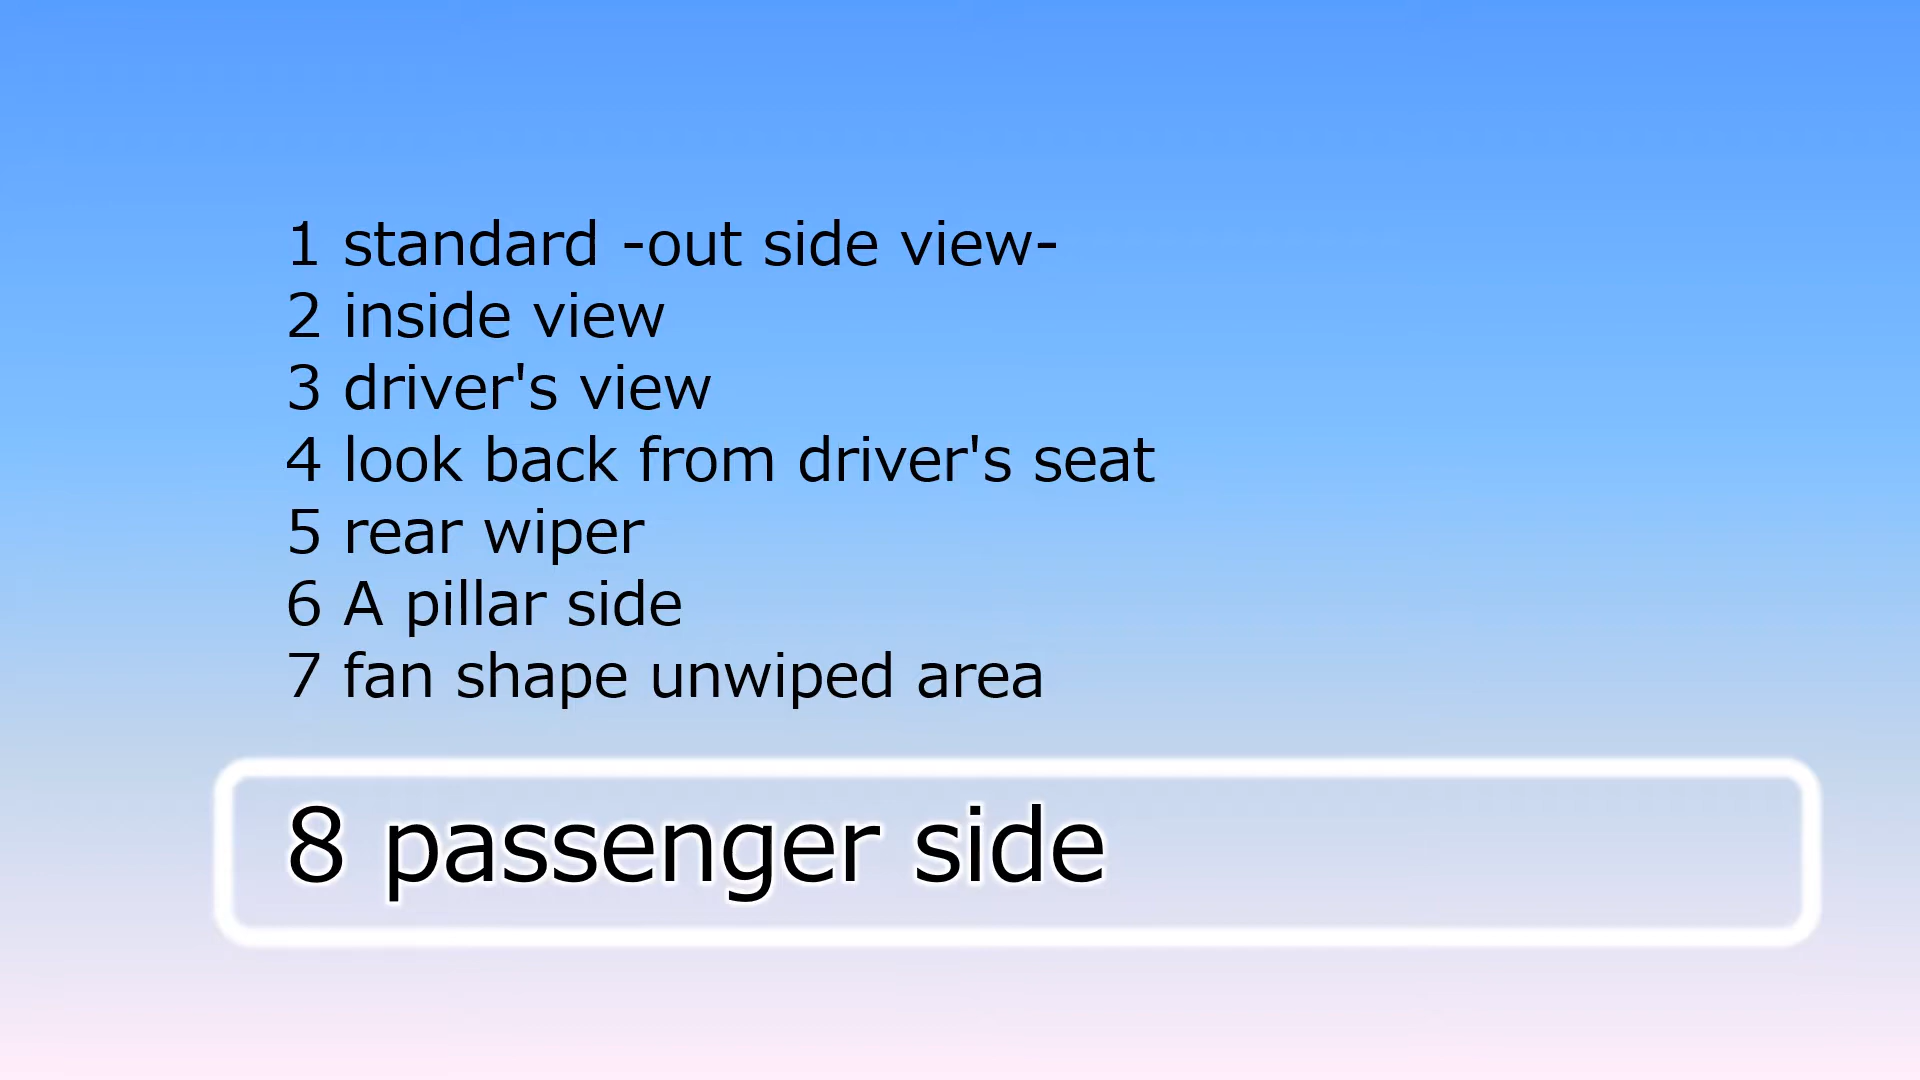 1 standard -out side view-
2 inside view
3 driver's view
4 look back from driver's seat
5 rear wiper
6 A pillar side
7 fan shape unwiped area
8 passenger side